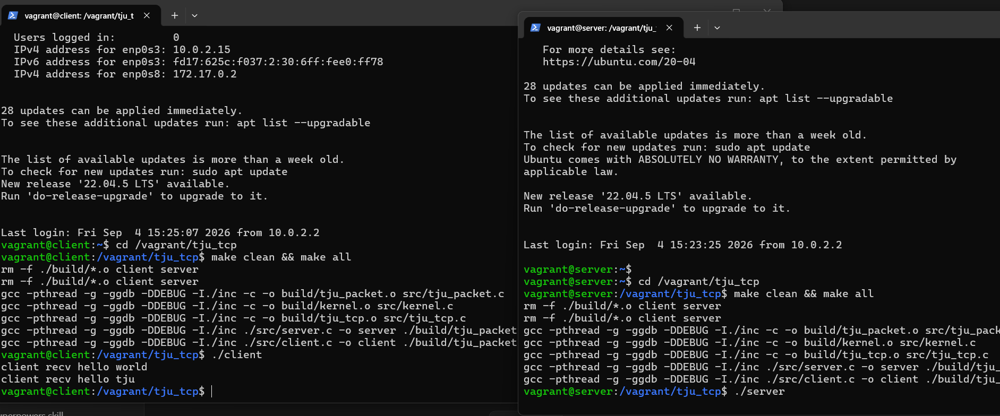 vagrant@client: /vagrant/tju_t
Users logged in: 0
IPv4 address for enp0s3: 10.0.2.15
IPv6 address for enp0s3: fd17:625c:f037:2:30:6ff:fee0:ff78
IPv4 address for enp0s8: 172.17.0.2
28 updates can be applied immediately.
To see these additional updates run: apt list --upgradable
The list of available updates is more than a week old.
To check for new updates run: sudo apt update
New release '22.04.5 LTS' available.
Run 'do-release-upgrade' to upgrade to it.
Last login: Fri Sep  4 15:25:07 2026 from 10.0.2.2
vagrant@client:~$ cd /vagrant/tju_tcp
vagrant@client:/vagrant/tju_tcp$ make clean && make all
rm -f ./build/*.o client server
rm -f ./build/*.o client server
gcc -pthread -g -ggdb -DDEBUG -I./inc -c -o build/tju_packet.o src/tju_packet.c
gcc -pthread -g -ggdb -DDEBUG -I./inc -c -o build/kernel.o src/kernel.c
gcc -pthread -g -ggdb -DDEBUG -I./inc -c -o build/tju_tcp.o src/tju_tcp.c
gcc -pthread -g -ggdb -DDEBUG -I./inc ./src/server.c -o server ./build/tju_packet
gcc -pthread -g -ggdb -DDEBUG -I./inc ./src/client.c -o client ./build/tju_packet
vagrant@client:/vagrant/tju_tcp$ ./client
client recv hello world
client recv hello tju
vagrant@client:/vagrant/tju_tcp$
vagrant@server: /vagrant/tju_
For more details see:
https://ubuntu.com/20-04
28 updates can be applied immediately.
To see these additional updates run: apt list --upgradable
The list of available updates is more than a week old.
To check for new updates run: sudo apt update
Ubuntu comes with ABSOLUTELY NO WARRANTY, to the extent permitted by
applicable law.
New release '22.04.5 LTS' available.
Run 'do-release-upgrade' to upgrade to it.
Last login: Fri Sep  4 15:23:25 2026 from 10.0.2.2
vagrant@server:~$
vagrant@server:~$ cd /vagrant/tju_tcp
vagrant@server:/vagrant/tju_tcp$ make clean && make all
rm -f ./build/*.o client server
rm -f ./build/*.o client server
gcc -pthread -g -ggdb -DDEBUG -I./inc -c -o build/tju_packet.o src/tju_pack
gcc -pthread -g -ggdb -DDEBUG -I./inc -c -o build/kernel.o src/kernel.c
gcc -pthread -g -ggdb -DDEBUG -I./inc -c -o build/tju_tcp.o src/tju_tcp.c
gcc -pthread -g -ggdb -DDEBUG -I./inc ./src/server.c -o server ./build/tju_
gcc -pthread -g -ggdb -DDEBUG -I./inc ./src/client.c -o client ./build/tju_
vagrant@server:/vagrant/tju_tcp$ ./server